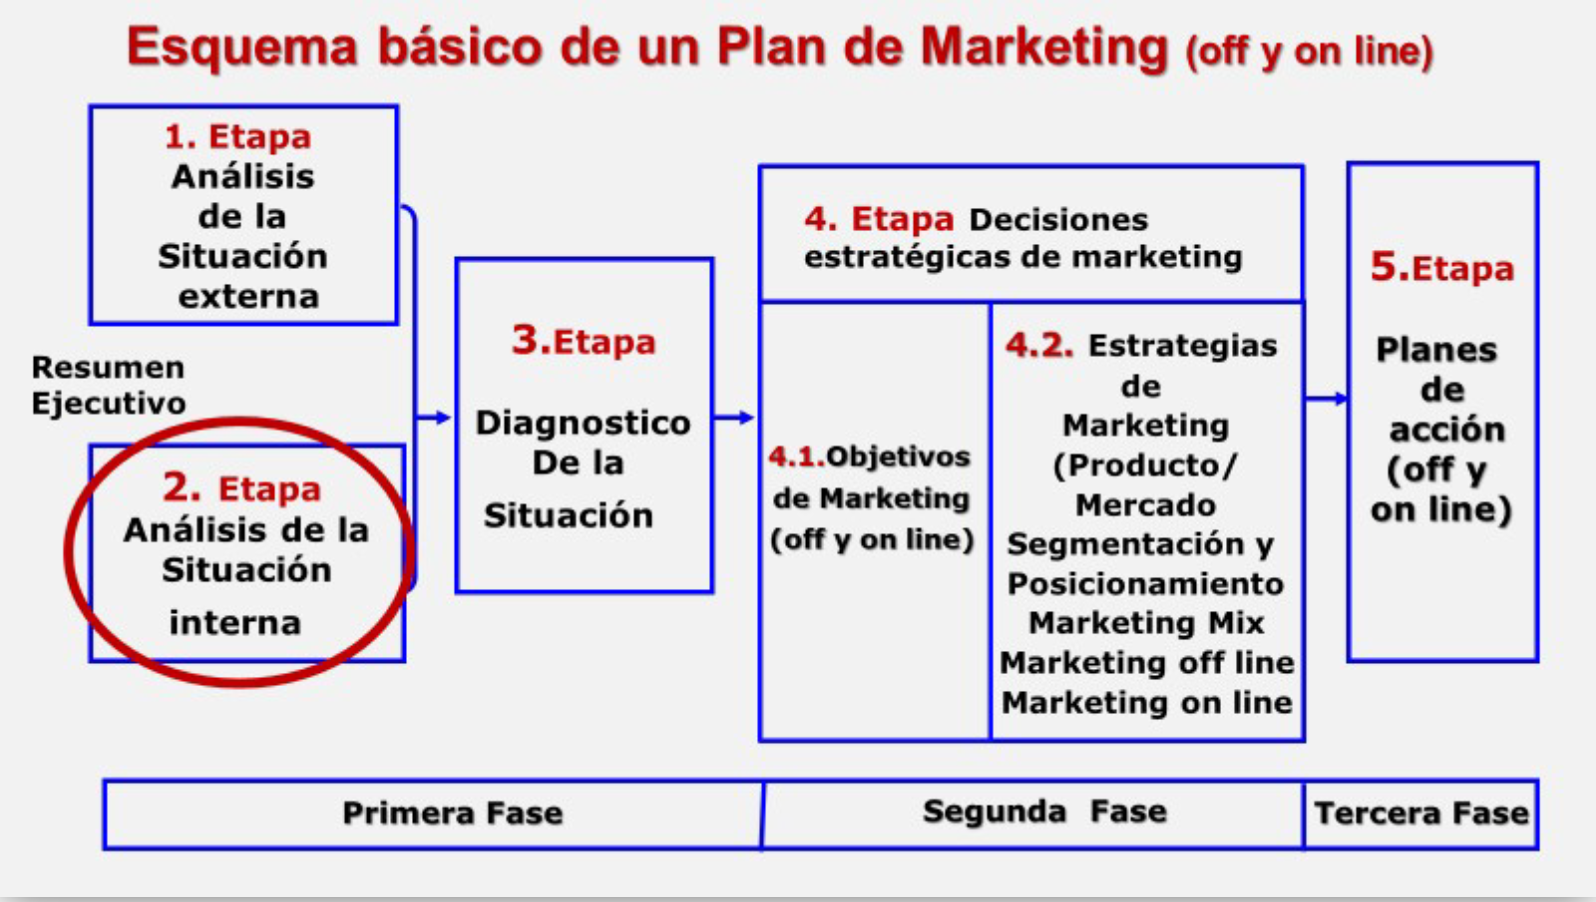 Esquema básico de un Plan de Marketing (off y on line)
1. Etapa
Análisis
de la
Situación
externa
Resumen
Ejecutivo
2. Etapa
Análisis de la
Situación
interna
3.Etapa
Diagnostico
De la
Situación
4. Etapa Decisiones
estratégicas de marketing
4.1.Objetivos
de Marketing
(off y on line)
4.2. Estrategias
de
Marketing
(Producto/
Mercado
Segmentación y
Posicionamiento
Marketing Mix
Marketing off line
Marketing on line
5.Etapa
Planes
de
acción
(off y
on line)
Primera Fase
Segunda Fase
Tercera Fase